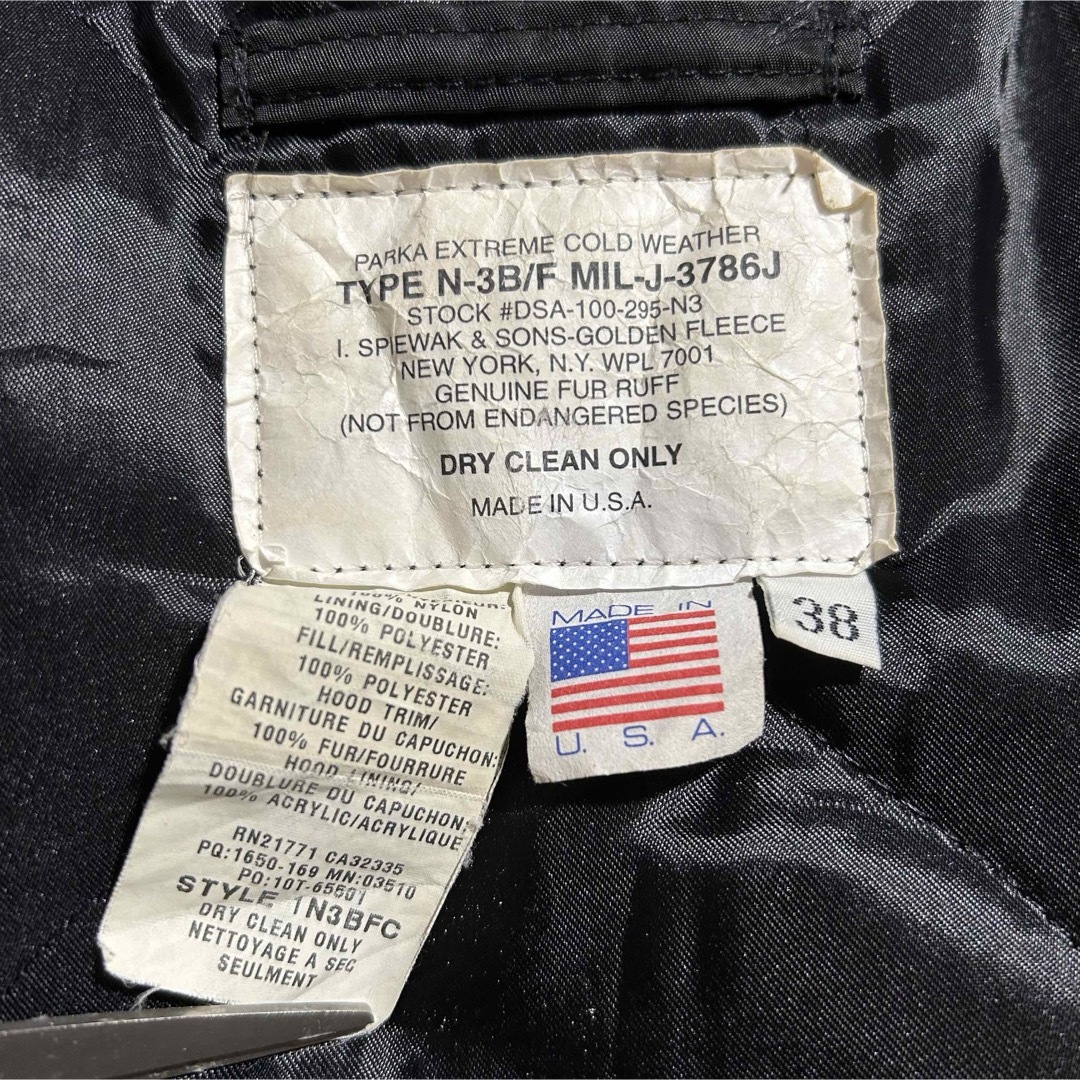 PARKA EXTREME COLD WEATHER
TYPE N-3B/F MIL-J-3786J
STOCK #DSA-100-295-N3
I. SPIEWAK & SONS-GOLDEN FLEECE
NEW YORK, N.Y. WPL 7001
GENUINE FUR RUFF
(NOT FROM ENDANGERED SPECIES)
DRY CLEAN ONLY
MADE IN U.S.A.
100% NYLON
LINING/DOUBLURE:
100% POLYESTER
FILL/REMPLISSAGE:
100% POLYESTER
HOOD TRIM/
GARNITURE DU CAPUCHON:
100% FUR/FOURRURE
HOOD LINING/
DOUBLURE DU CAPUCHON:
100% ACRYLIC/ACRYLIQUE
RN21771 CA32335
PQ:1650-169 MN:03510
PO:10T-65501
STYLE 1N3BFC
DRY CLEAN ONLY
NETTOYAGE A SEC
SEULMENT
MADE IN
U. S. A.
38